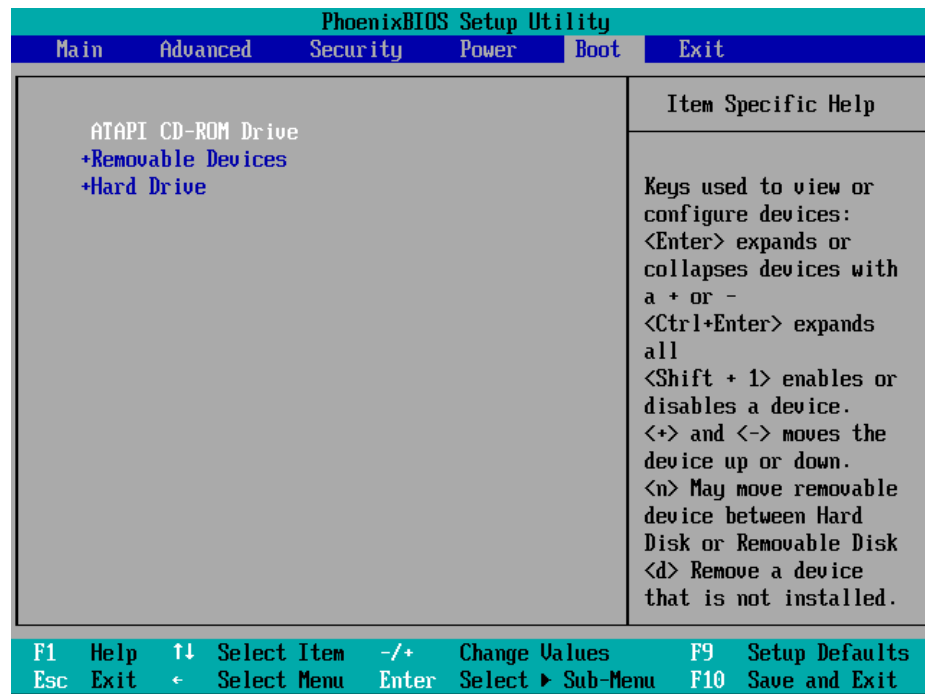 PhoenixBIOS Setup Utility
Main Advanced Security Power Boot Exit
ATAPI CD-ROM Drive
+Removable Devices
+Hard Drive
Item Specific Help
Keys used to view or
configure devices:
<Enter> expands or
collapses devices with
a + or -
<Ctrl+Enter> expands
all
<Shift + 1> enables or
disables a device.
<+> and <-> moves the
device up or down.
<n> May move removable
device between Hard
Disk or Removable Disk
<d> Remove a device
that is not installed.
F1 Help ↑↓ Select Item -/+ Change Values F9 Setup Defaults
Esc Exit ← Select Menu Enter Select ▶ Sub-Menu F10 Save and Exit